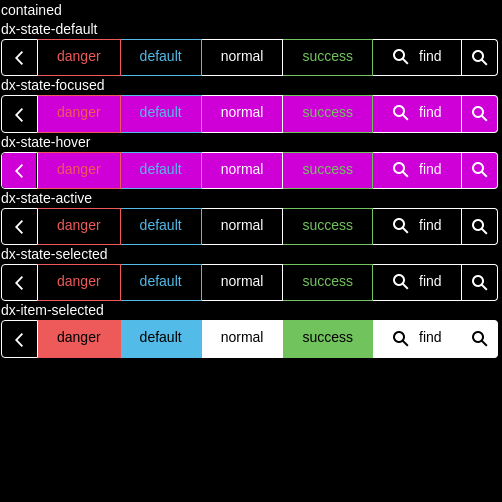 contained
dx-state-default
danger default normal success find
dx-state-focused
danger default normal success find
dx-state-hover
danger default normal success find
dx-state-active
danger default normal success find
dx-state-selected
danger default normal success find
dx-item-selected
danger default normal success find